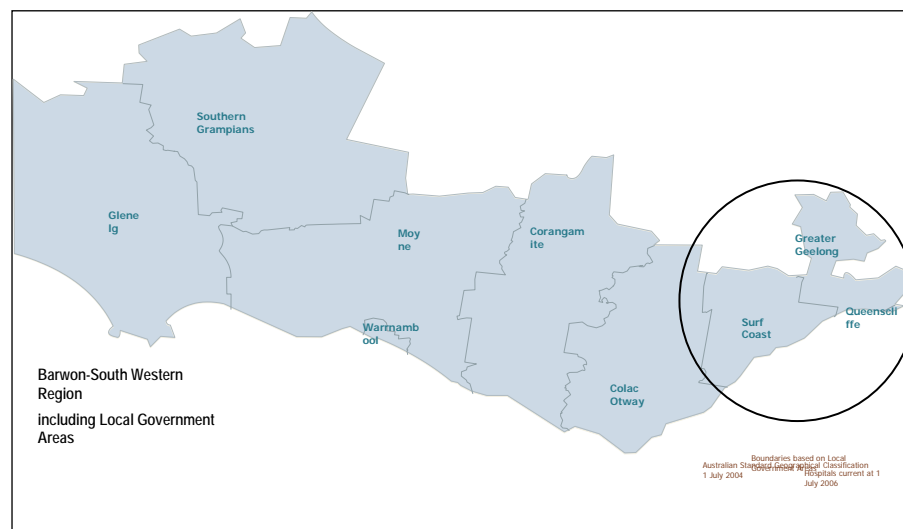 Southern
Grampians
Glene
lg
Moy
ne
Corangam
ite
Greater
Geelong
Warrnamb
ool
Surf
Coast
Queenscli
ffe
Colac
Otway
Barwon-South Western
Region
including Local Government
Areas
Boundaries based on Local
Government Areas
Australian Standard Geographical Classification
1 July 2004
Hospitals current at 1
July 2006